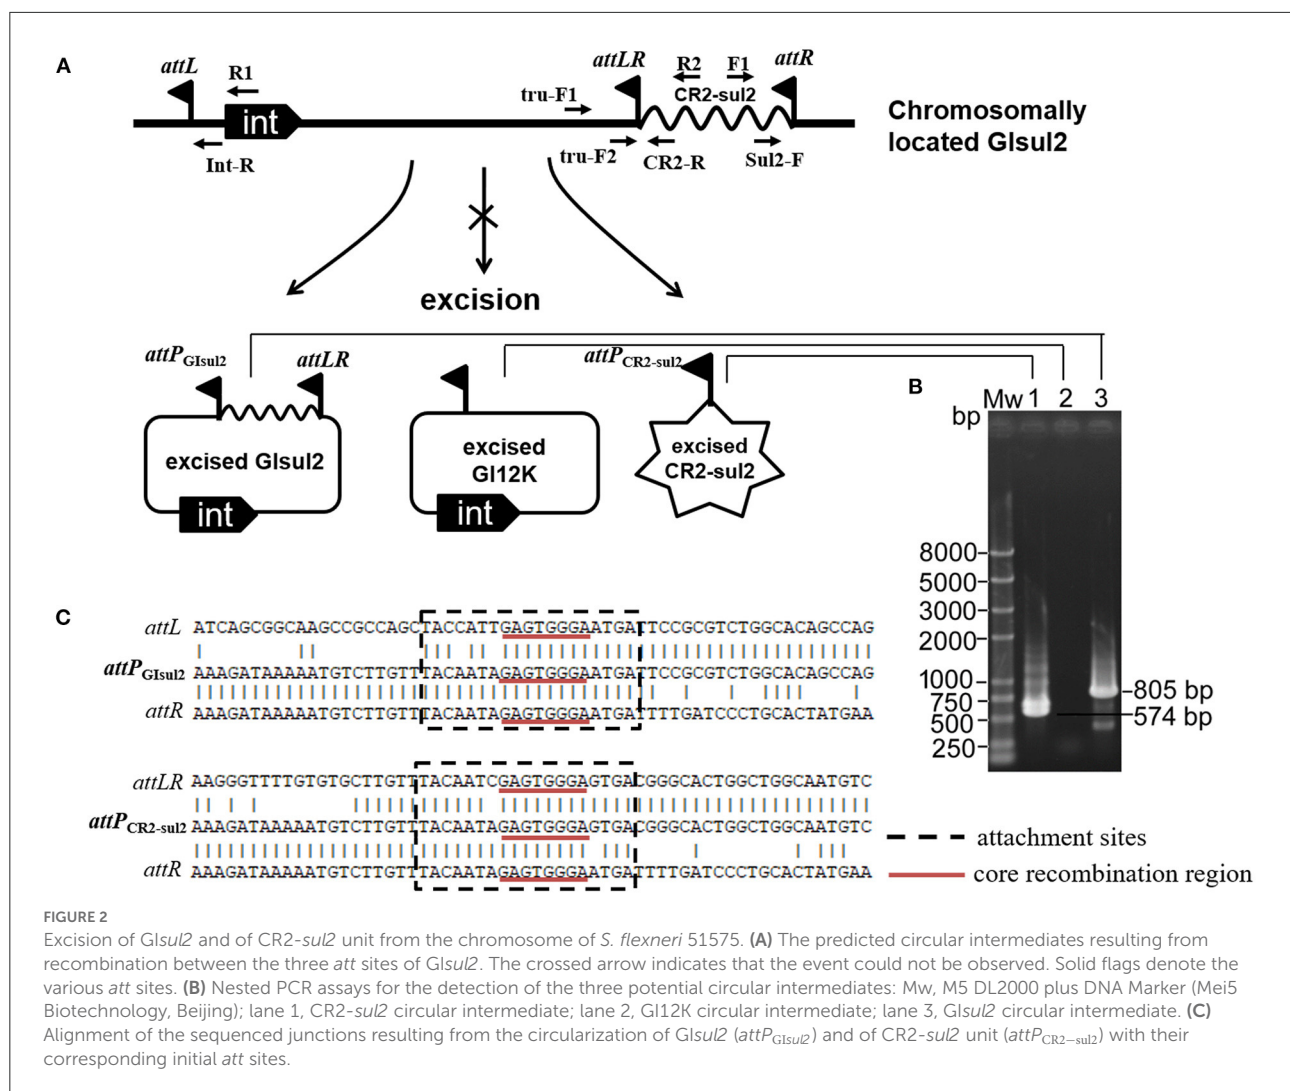 A
attL
R1
int
Int-R
tru-F1
tru-F2
attLR
R2
F1
attR
CR2-sul2
CR2-R
Sul2-F
Chromosomally
located GIsul2
excision
attP GIsul2
attLR
excised GIsul2
int
excised
GI12K
int
attP CR2-sul2
excised
CR2-sul2
B
Mw 1 2 3
bp
8000
5000
3000
2000
1000
750
500
250
805 bp
574 bp
C
attL ATCAGCGGCAAGCCGCCAGCTACCATTGAGTGGGAATGATTCCGCGTCTGGCACAGCCAG
attP GIsul2 AAAGATAAAAATGTCTTGTTTACAATAGAGTGGGAATGATTCCGCGTCTGGCACAGCCAG
attR AAAGATAAAAATGTCTTGTTTACAATAGAGTGGGAATGATTTTGATCCCTGCACTATGAA
attLR AAGGGTTTTGTGTGCTTGTTTACAATCGAGTGGGAGTGACGGGCACTGGCTGGCAATGTC
attP CR2-sul2 AAAGATAAAAATGTCTTGTTTACAATAGAGTGGGAGTGACGGGCACTGGCTGGCAATGTC
attR AAAGATAAAAATGTCTTGTTTACAATAGAGTGGGAATGATTTTGATCCCTGCACTATGAA
attachment sites
core recombination region
FIGURE 2
Excision of GIsul2 and of CR2-sul2 unit from the chromosome of S. flexneri 51575. (A) The predicted circular intermediates resulting from
recombination between the three att sites of GIsul2. The crossed arrow indicates that the event could not be observed. Solid flags denote the
various att sites. (B) Nested PCR assays for the detection of the three potential circular intermediates: Mw, M5 DL2000 plus DNA Marker (Mei5
Biotechnology, Beijing); lane 1, CR2-sul2 circular intermediate; lane 2, GI12K circular intermediate; lane 3, GIsul2 circular intermediate. (C)
Alignment of the sequenced junctions resulting from the circularization of GIsul2 (attPGIsul2) and of CR2-sul2 unit (attPCR2−sul2) with their
corresponding initial att sites.